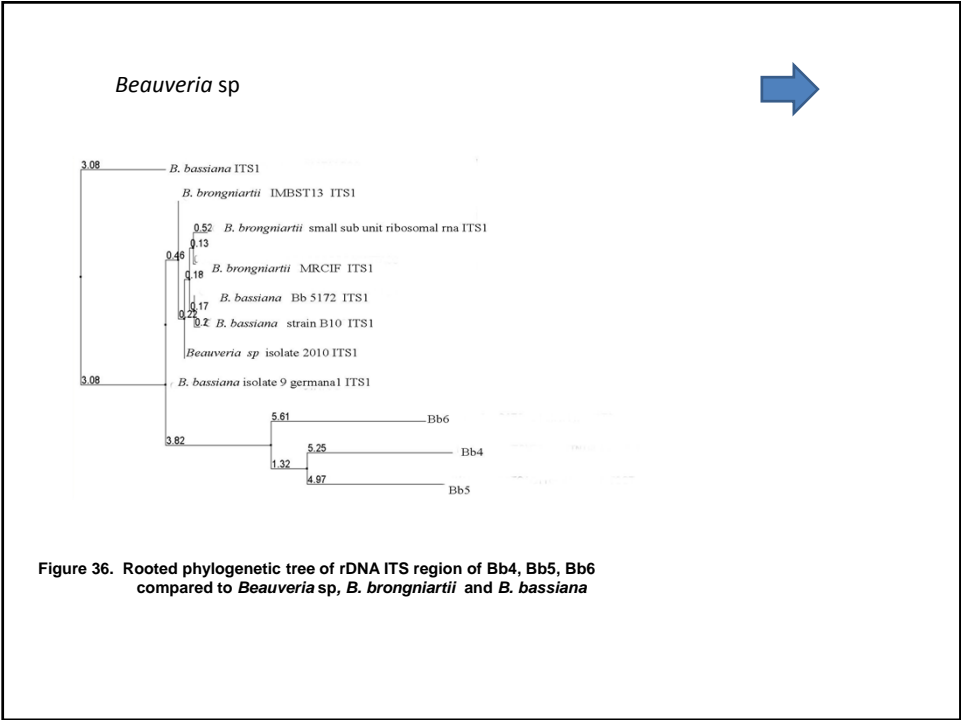 Beauveria sp
3.08
B. bassiana ITS1
B. brongniartii IMBST13 ITS1
0.52
B. brongniartii small sub unit ribosomal rna ITS1
0.13
0.46
B. brongniartii MRCIF ITS1
0.18
B. bassiana Bb 5172 ITS1
0.17
0.22
0.2
B. bassiana strain B10 ITS1
Beauveria sp isolate 2010 ITS1
3.08
B. bassiana isolate 9 germana1 ITS1
5.61
Bb6
3.82
5.25
Bb4
1.32
4.97
Bb5
Figure 36. Rooted phylogenetic tree of rDNA ITS region of Bb4, Bb5, Bb6
compared to Beauveria sp, B. brongniartii and B. bassiana